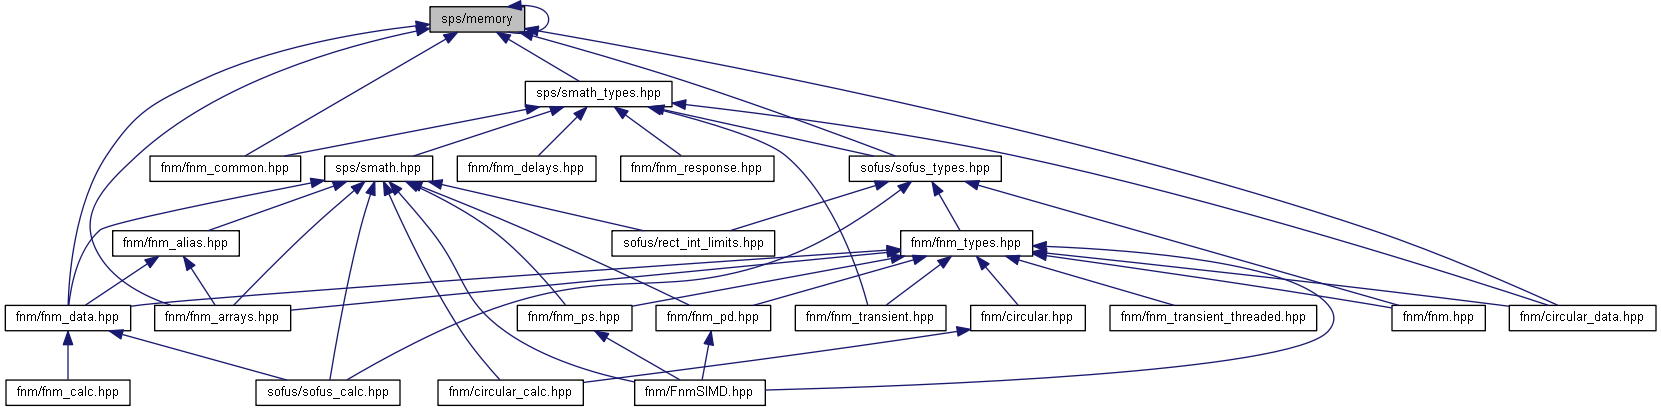 sps/memory
sps/smath_types.hpp
fnm/fnm_common.hpp
sps/smath.hpp
fnm/fnm_delays.hpp
fnm/fnm_response.hpp
sofus/sofus_types.hpp
fnm/fnm_alias.hpp
sofus/rect_int_limits.hpp
fnm/fnm_types.hpp
fnm/fnm_data.hpp
fnm/fnm_arrays.hpp
fnm/fnm_ps.hpp
fnm/fnm_pd.hpp
fnm/fnm_transient.hpp
fnm/circular.hpp
fnm/fnm_transient_threaded.hpp
fnm/fnm.hpp
fnm/circular_data.hpp
fnm/fnm_calc.hpp
sofus/sofus_calc.hpp
fnm/circular_calc.hpp
fnm/FnmSIMD.hpp